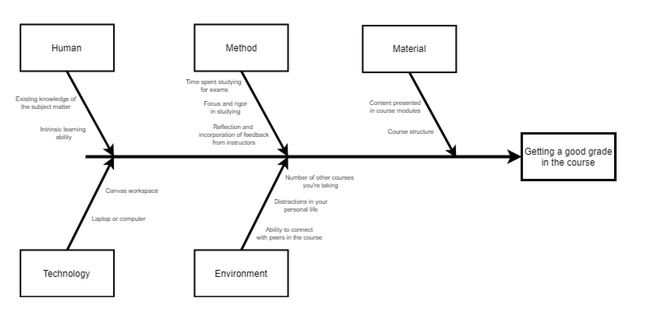 Human
Method
Material
Existing knowledge of
the subject matter
Intrinsic learning
ability
Time spent studying
for exams
Focus and rigor
in studying
Reflection and
incorporation of feedback
from instructors
Content presented
in course modules
Course structure
Getting a good grade
in the course
Canvas workspace
Laptop or computer
Number of other courses
you're taking
Distractions in your
personal life
Ability to connect
with peers in the course
Technology
Environment